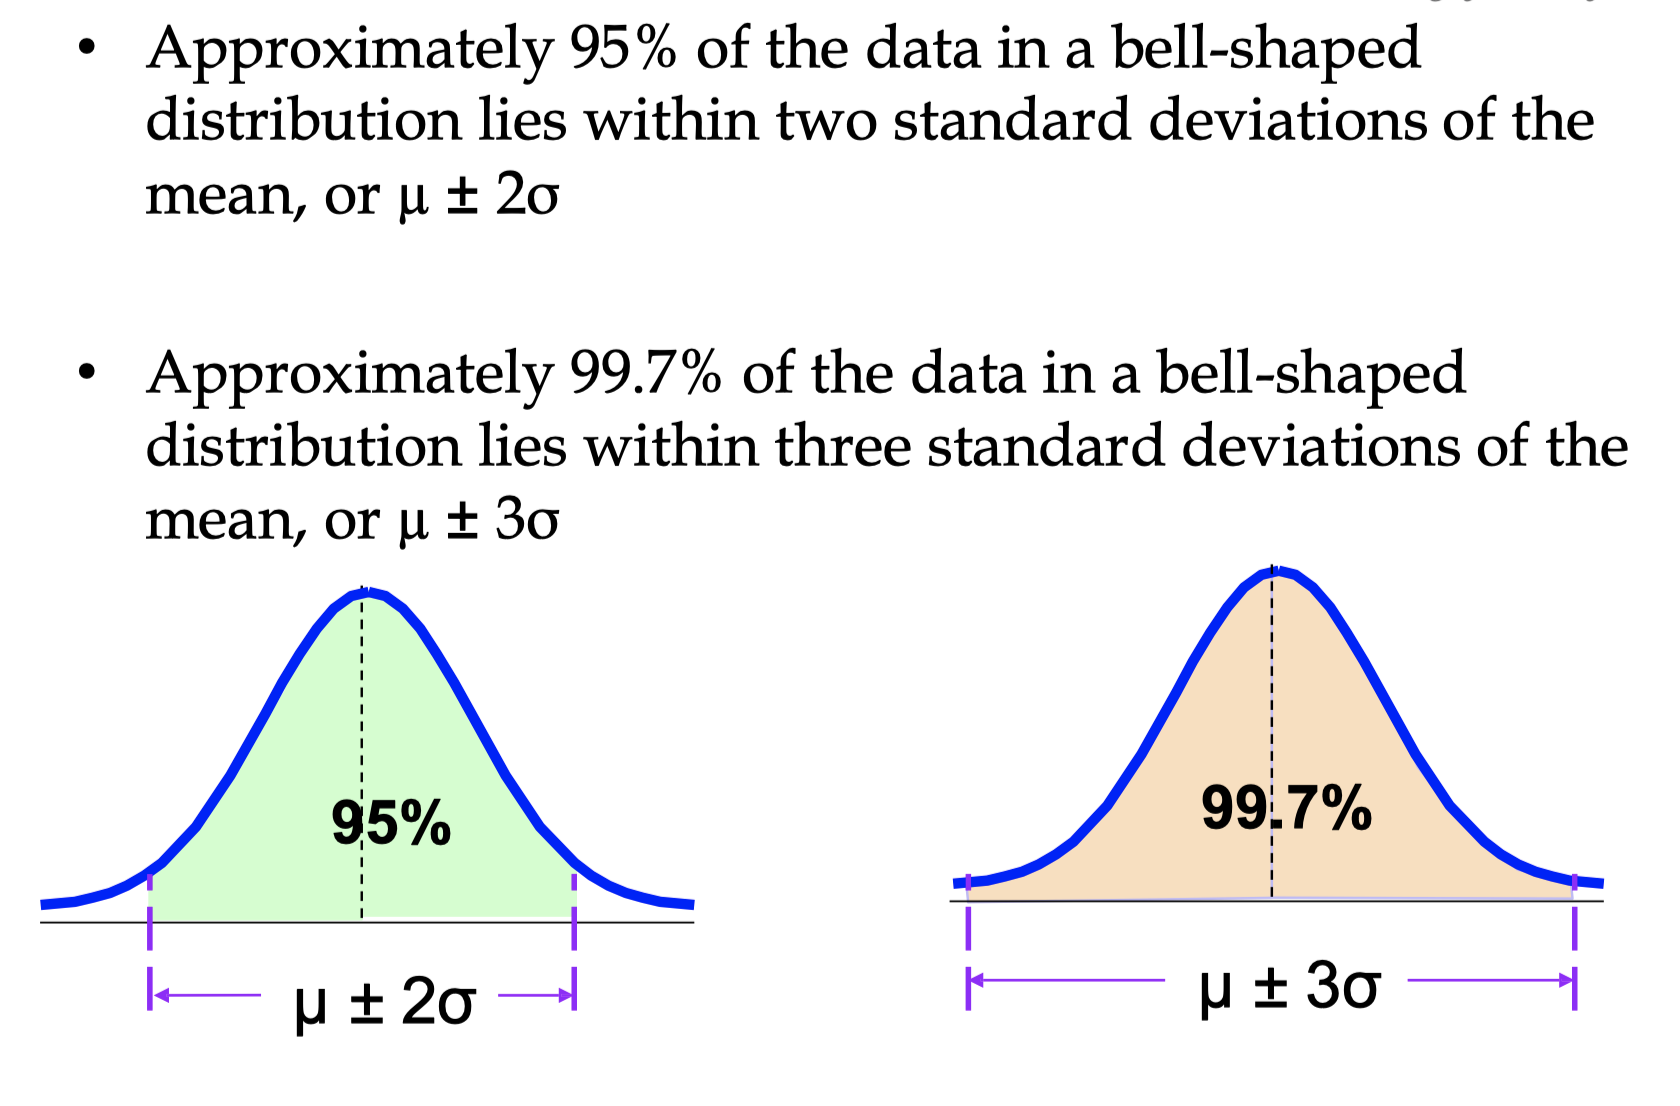 • Approximately 95% of the data in a bell-shaped
distribution lies within two standard deviations of the
mean, or μ ± 2σ
• Approximately 99.7% of the data in a bell-shaped
distribution lies within three standard deviations of the
mean, or μ ± 3σ
95%
99.7%
μ ± 2σ
μ ± 3σ